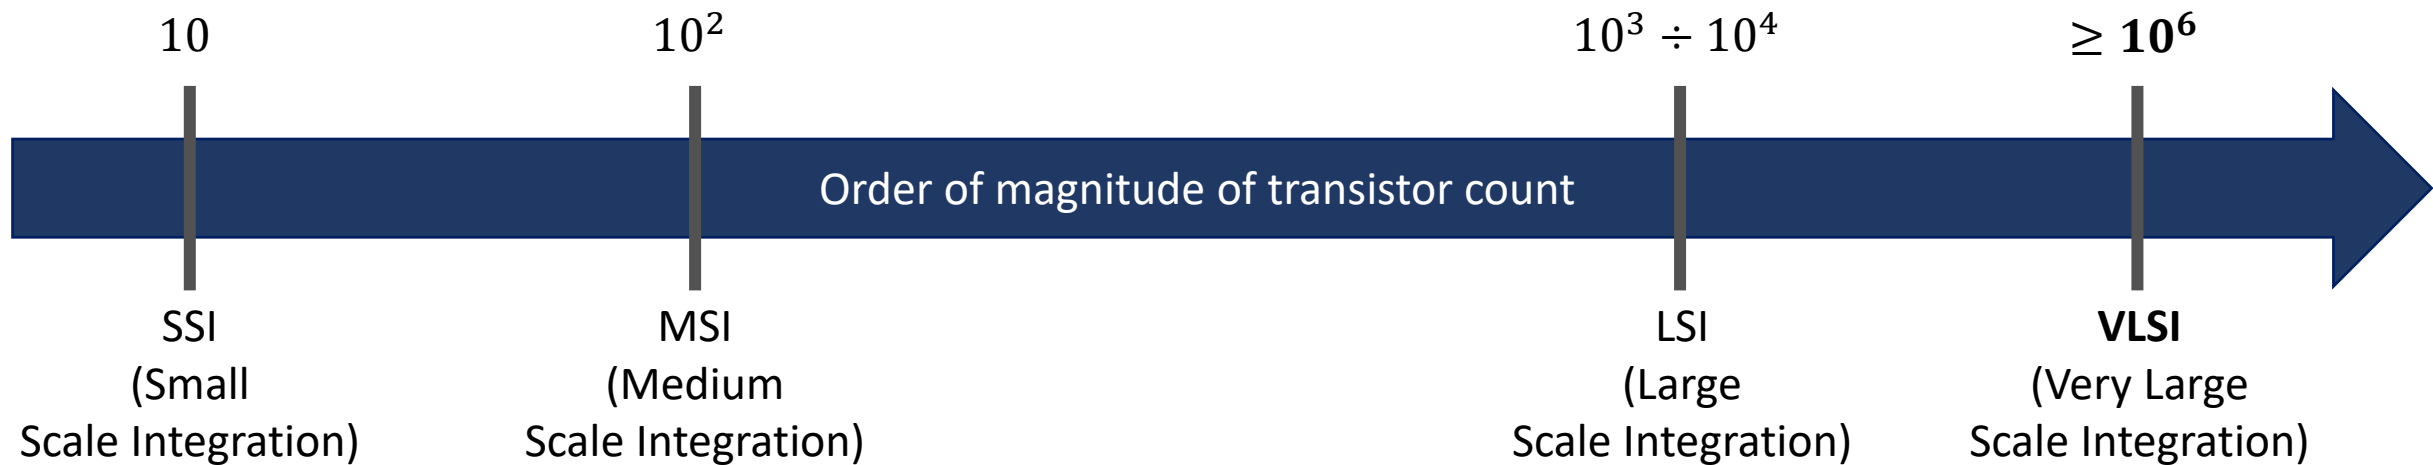 10 10² 10³ ÷ 10⁴ ≥ 10⁶
Order of magnitude of transistor count
SSI
(Small
Scale Integration)
MSI
(Medium
Scale Integration)
LSI
(Large
Scale Integration)
VLSI
(Very Large
Scale Integration)